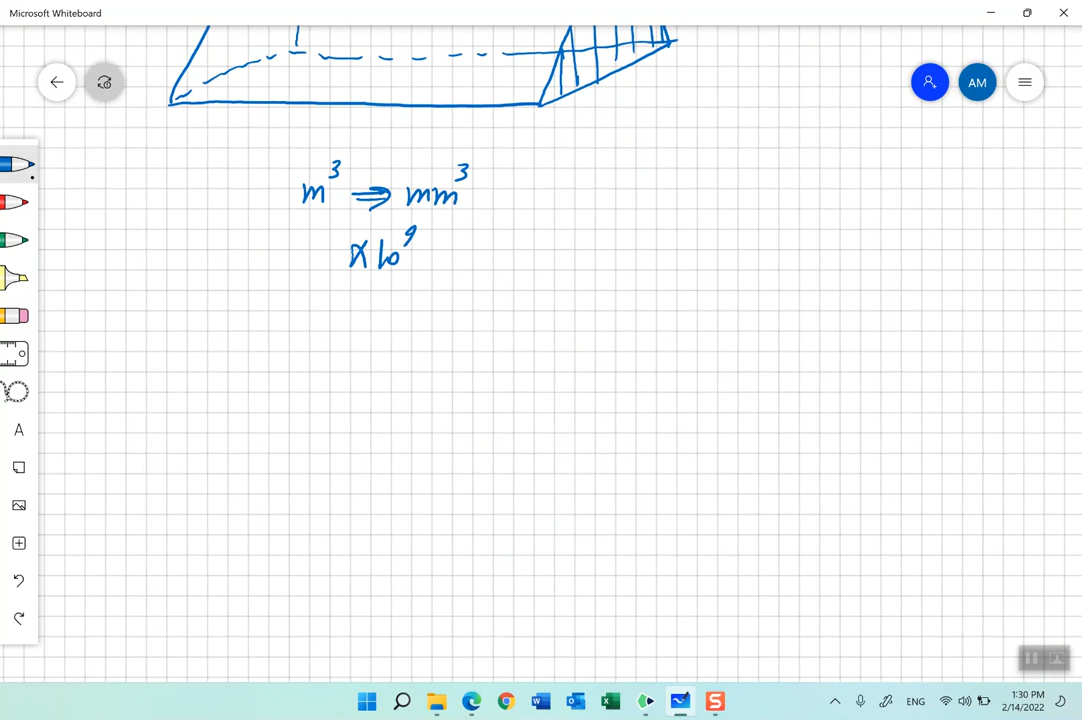 Microsoft Whiteboard
AM
m³ ⇒ mm³
×10⁹
A
ENG
1:30 PM
2/14/2022